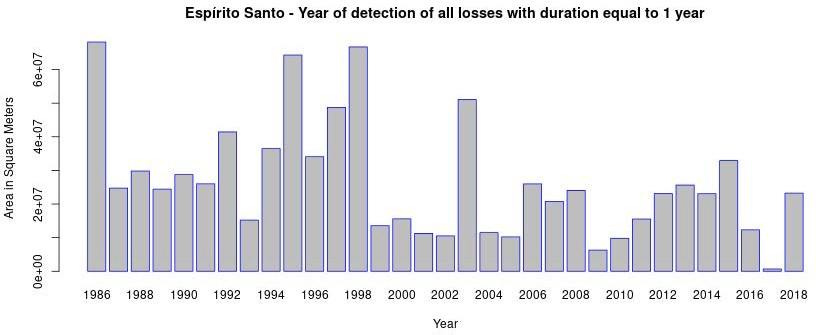 Espírito Santo - Year of detection of all losses with duration equal to 1 year
Area in Square Meters
6e+07
4e+07
2e+07
0e+00
1986 1988 1990 1992 1994 1996 1998 2000 2002 2004 2006 2008 2010 2012 2014 2016 2018
Year